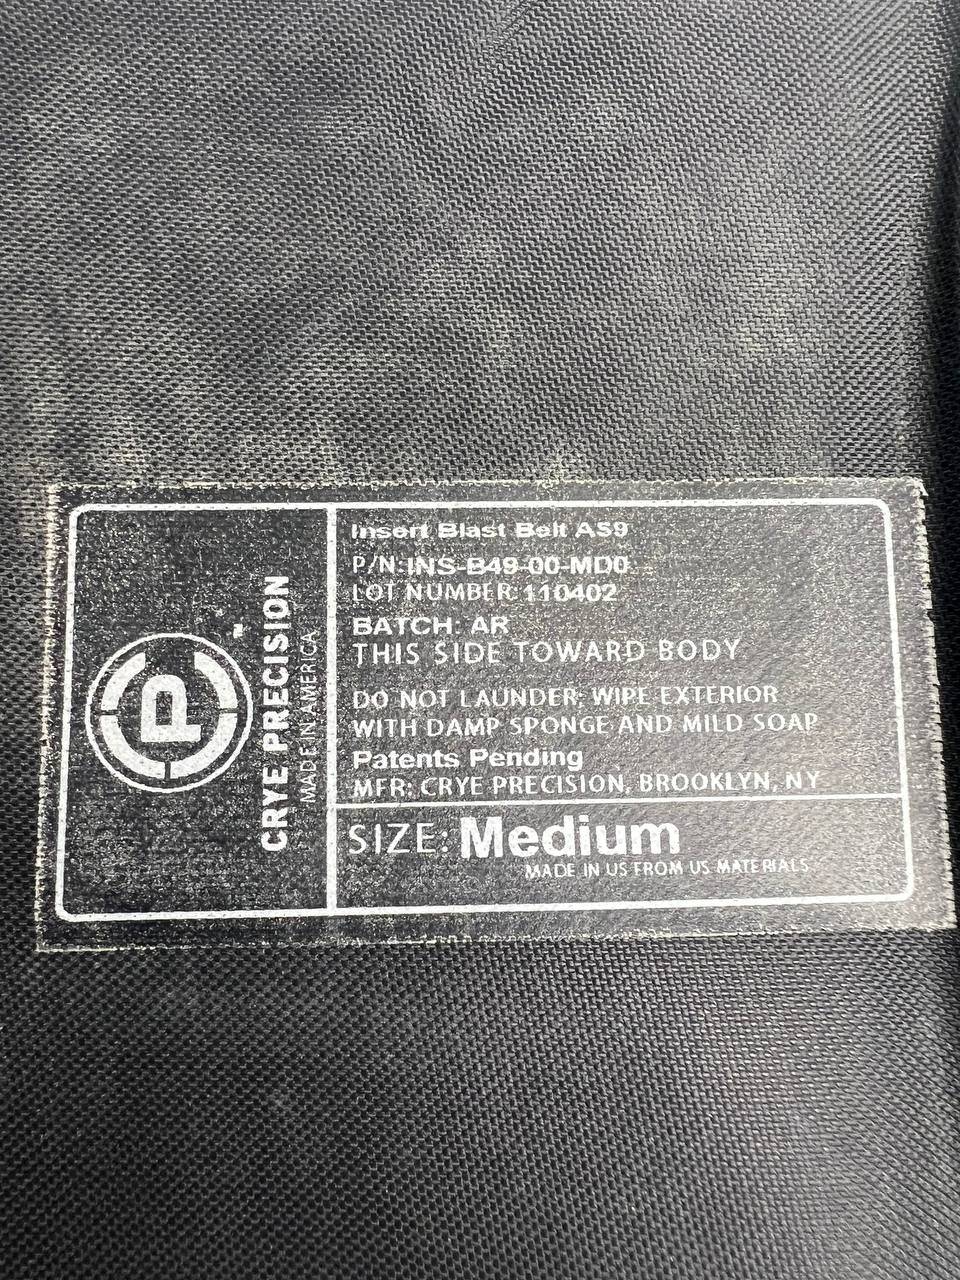 CRYE PRECISION
MADE IN AMERICA
Insert Blast Belt AS9
P/N: INS-B49-00-MD0
LOT NUMBER: 110402
BATCH: AR
THIS SIDE TOWARD BODY
DO NOT LAUNDER; WIPE EXTERIOR
WITH DAMP SPONGE AND MILD SOAP
Patents Pending
MFR: CRYE PRECISION, BROOKLYN, NY
SIZE: Medium
MADE IN US FROM US MATERIALS